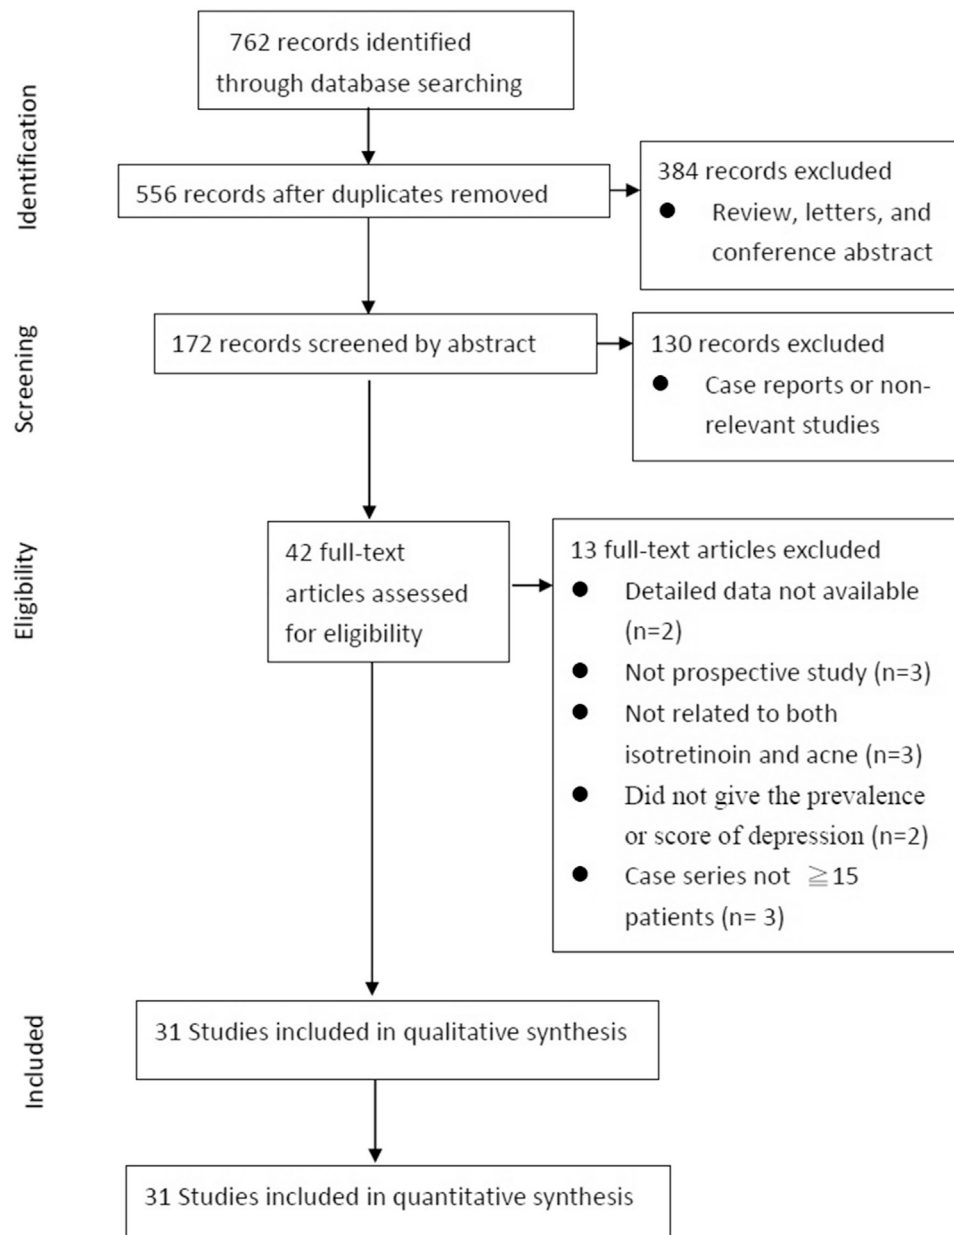 762 records identified
through database searching
Identification
556 records after duplicates removed
384 records excluded
● Review, letters, and
conference abstract
Screening
172 records screened by abstract
130 records excluded
● Case reports or non-
relevant studies
Eligibility
42 full-text
articles assessed
for eligibility
13 full-text articles excluded
● Detailed data not available
(n=2)
● Not prospective study (n=3)
● Not related to both
isotretinoin and acne (n=3)
● Did not give the prevalence
or score of depression (n=2)
● Case series not ≧15
patients (n= 3)
Included
31 Studies included in qualitative synthesis
31 Studies included in quantitative synthesis